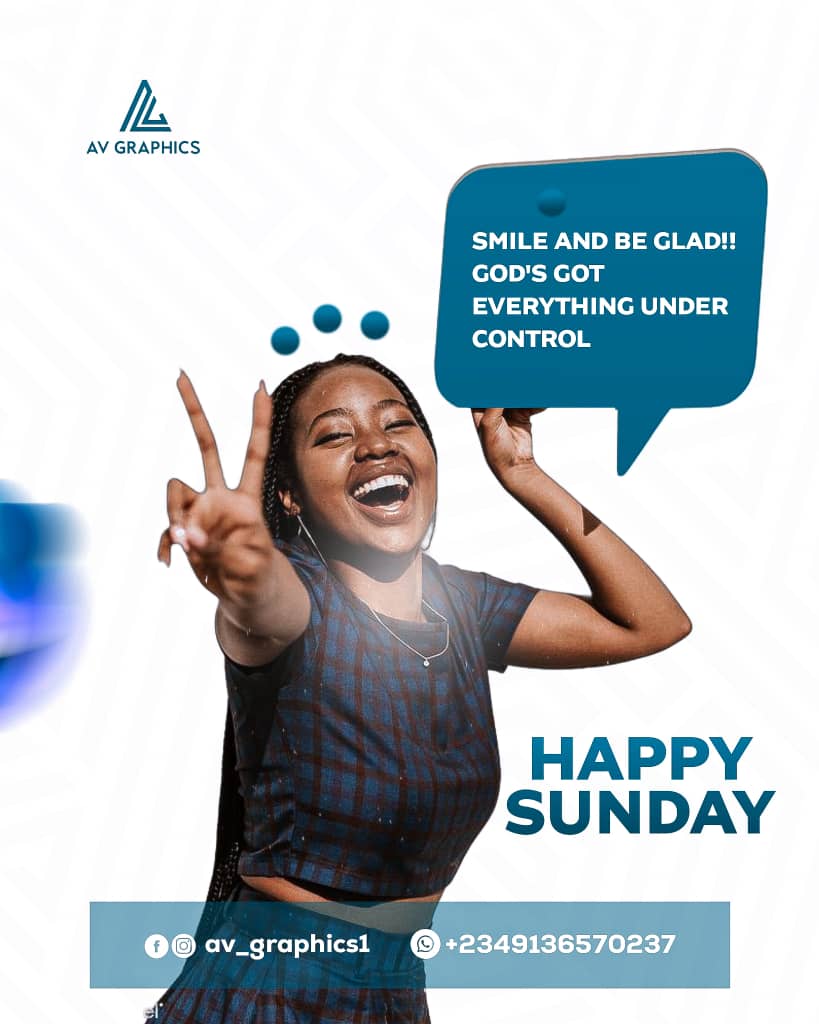 AV GRAPHICS
SMILE AND BE GLAD!!
GOD'S GOT
EVERYTHING UNDER
CONTROL
HAPPY
SUNDAY
av_graphics1 +2349136570237